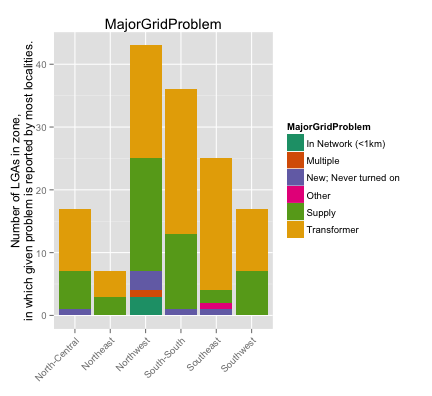 MajorGridProblem
Number of LGAs in zone,
in which given problem is reported by most localities.
40
30
20
10
0
North-Central
Northeast
Northwest
South-South
Southeast
Southwest
MajorGridProblem
In Network (<1km)
Multiple
New; Never turned on
Other
Supply
Transformer